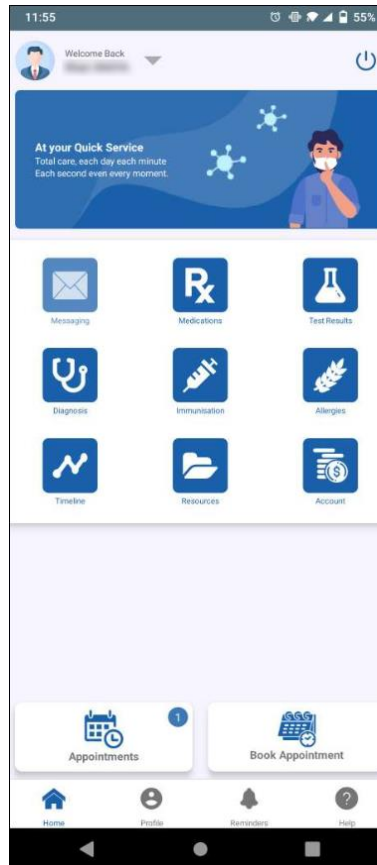 11:55
55%
Welcome Back
At your Quick Service
Total care, each day each minute
Each second even every moment.
Rx
Messaging
Medications
Test Results
Diagnosis
Immunisation
Allergies
$
Timeline
Resources
Account
1
Appointments
Book Appointment
?
Home
Profile
Reminders
Help